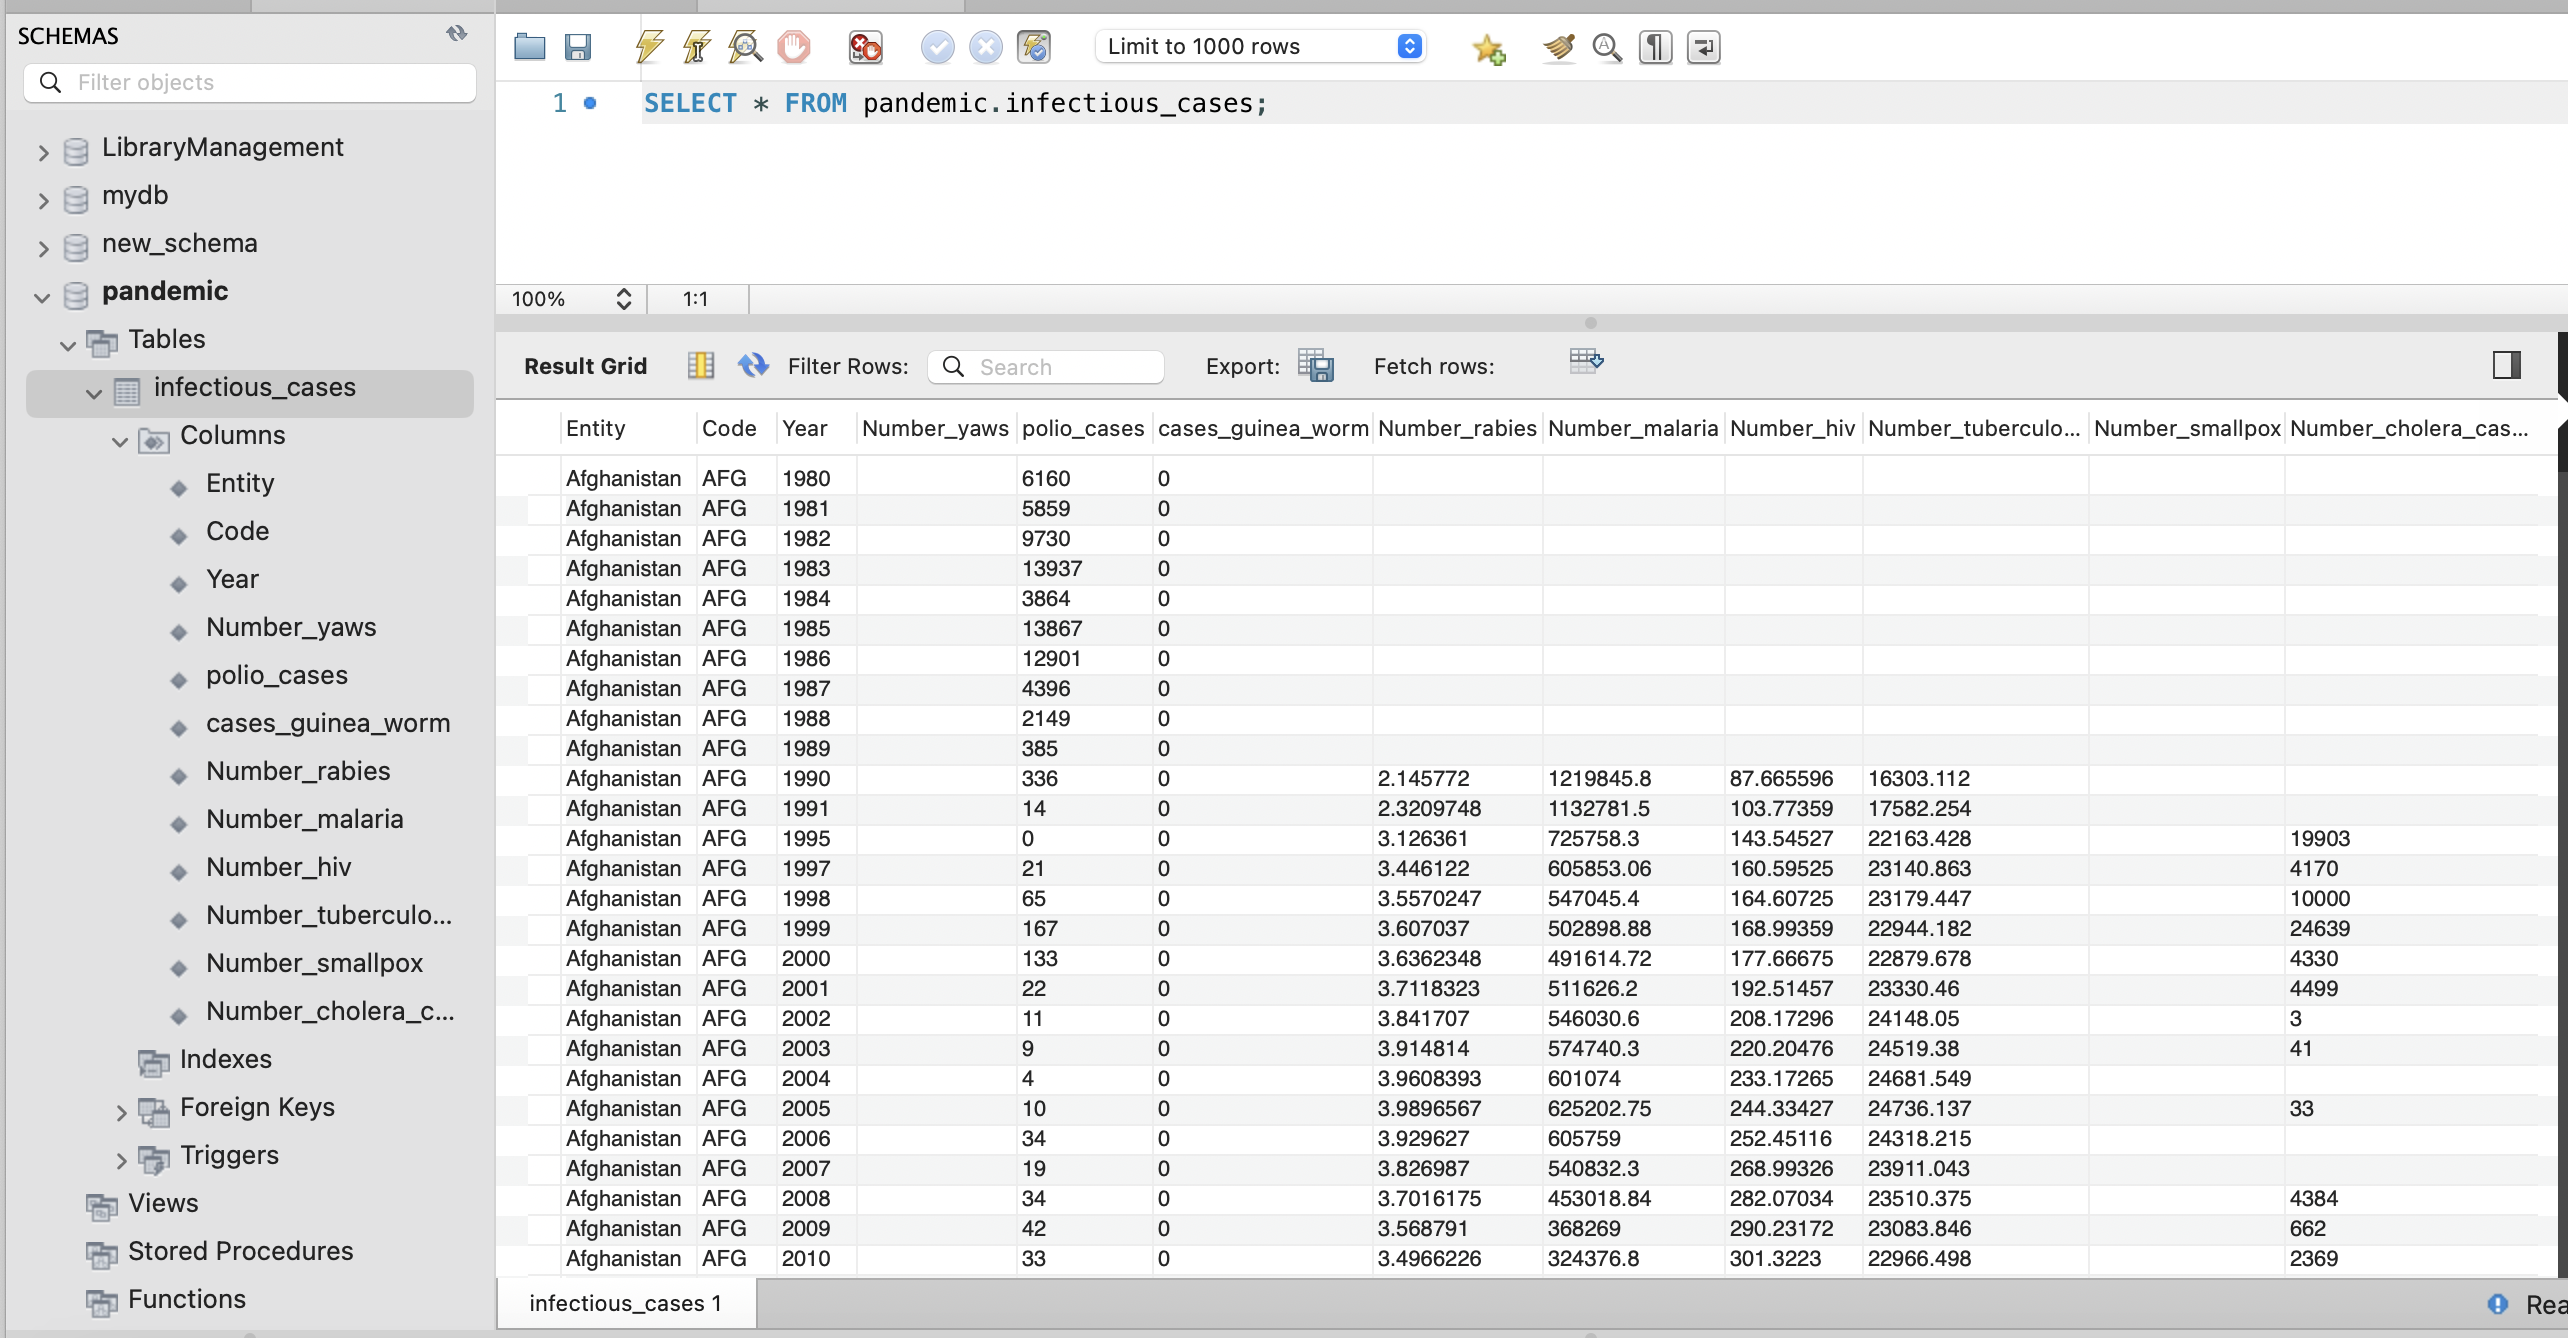 SCHEMAS
Filter objects
LibraryManagement
mydb
new_schema
pandemic
Tables
infectious_cases
Columns
Entity
Code
Year
Number_yaws
polio_cases
cases_guinea_worm
Number_rabies
Number_malaria
Number_hiv
Number_tuberculo...
Number_smallpox
Number_cholera_c...
Indexes
Foreign Keys
Triggers
Views
Stored Procedures
Functions
Limit to 1000 rows
1 SELECT * FROM pandemic.infectious_cases;
100% 1:1
Result Grid Filter Rows: Search Export: Fetch rows:
Entity Code Year Number_yaws polio_cases cases_guinea_worm Number_rabies Number_malaria Number_hiv Number_tuberculo... Number_smallpox Number_cholera_cas...
Afghanistan AFG 1980 6160 0
Afghanistan AFG 1981 5859 0
Afghanistan AFG 1982 9730 0
Afghanistan AFG 1983 13937 0
Afghanistan AFG 1984 3864 0
Afghanistan AFG 1985 13867 0
Afghanistan AFG 1986 12901 0
Afghanistan AFG 1987 4396 0
Afghanistan AFG 1988 2149 0
Afghanistan AFG 1989 385 0
Afghanistan AFG 1990 336 0 2.145772 1219845.8 87.665596 16303.112
Afghanistan AFG 1991 14 0 2.3209748 1132781.5 103.77359 17582.254
Afghanistan AFG 1995 0 0 3.126361 725758.3 143.54527 22163.428 19903
Afghanistan AFG 1997 21 0 3.446122 605853.06 160.59525 23140.863 4170
Afghanistan AFG 1998 65 0 3.5570247 547045.4 164.60725 23179.447 10000
Afghanistan AFG 1999 167 0 3.607037 502898.88 168.99359 22944.182 24639
Afghanistan AFG 2000 133 0 3.6362348 491614.72 177.66675 22879.678 4330
Afghanistan AFG 2001 22 0 3.7118323 511626.2 192.51457 23330.46 4499
Afghanistan AFG 2002 11 0 3.841707 546030.6 208.17296 24148.05 3
Afghanistan AFG 2003 9 0 3.914814 574740.3 220.20476 24519.38 41
Afghanistan AFG 2004 4 0 3.9608393 601074 233.17265 24681.549
Afghanistan AFG 2005 10 0 3.9896567 625202.75 244.33427 24736.137 33
Afghanistan AFG 2006 34 0 3.929627 605759 252.45116 24318.215
Afghanistan AFG 2007 19 0 3.826987 540832.3 268.99326 23911.043
Afghanistan AFG 2008 34 0 3.7016175 453018.84 282.07034 23510.375 4384
Afghanistan AFG 2009 42 0 3.568791 368269 290.23172 23083.846 662
Afghanistan AFG 2010 33 0 3.4966226 324376.8 301.3223 22966.498 2369
infectious_cases 1
Rea